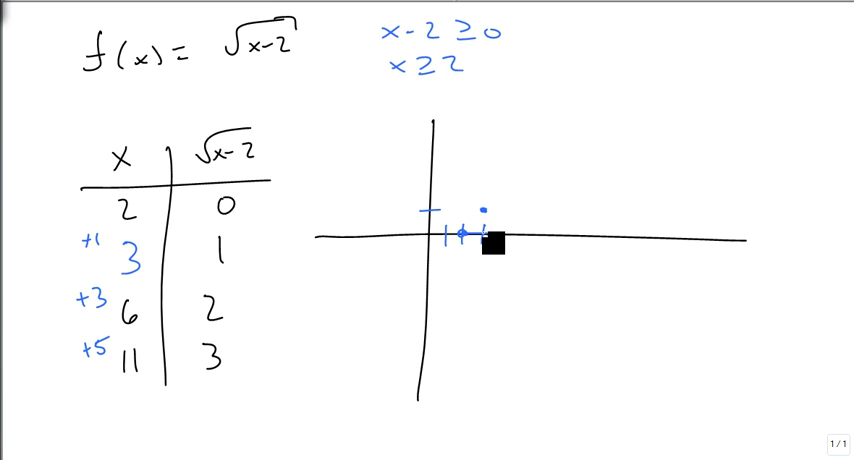 f(x) = √x-2
x-2 ≥ 0
x ≥ 2
x √x-2
2 0
+1 3 1
+3 6 2
+5 11 3
1 / 1